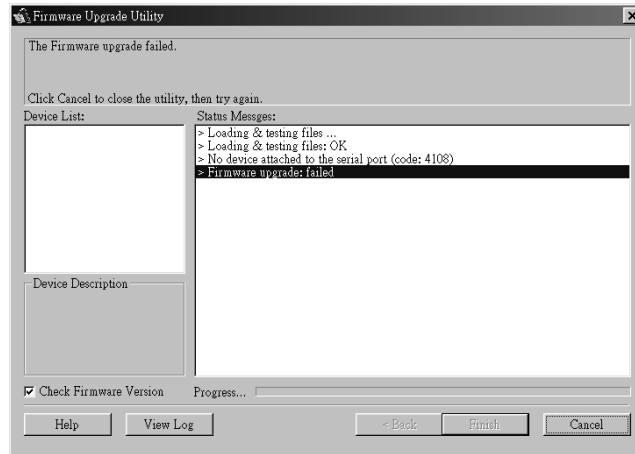 Firmware Upgrade Utility
The Firmware upgrade failed.
Click Cancel to close the utility, then try again.
Device List:
Status Messges:
> Loading & testing files ...
> Loading & testing files: OK
> No device attached to the serial port (code: 4108)
> Firmware upgrade: failed
Device Description
Check Firmware Version
Progress...
Help
View Log
< Back
Finish
Cancel